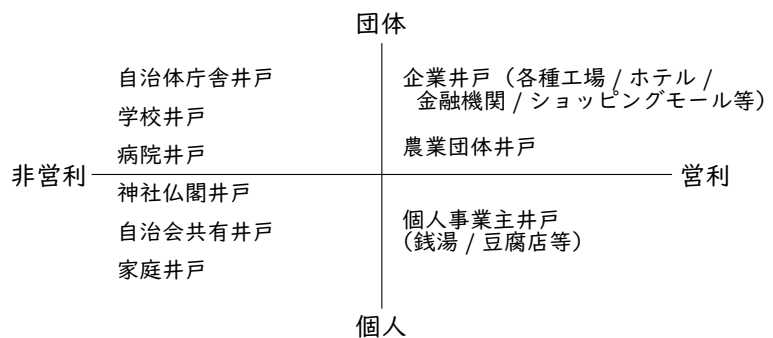 団体
自治体庁舎井戸
学校井戸
病院井戸
企業井戸（各種工場 / ホテル /
金融機関 / ショッピングモール等）
農業団体井戸
非営利
営利
神社仏閣井戸
自治会共有井戸
家庭井戸
個人事業主井戸
（銭湯 / 豆腐店等）
個人